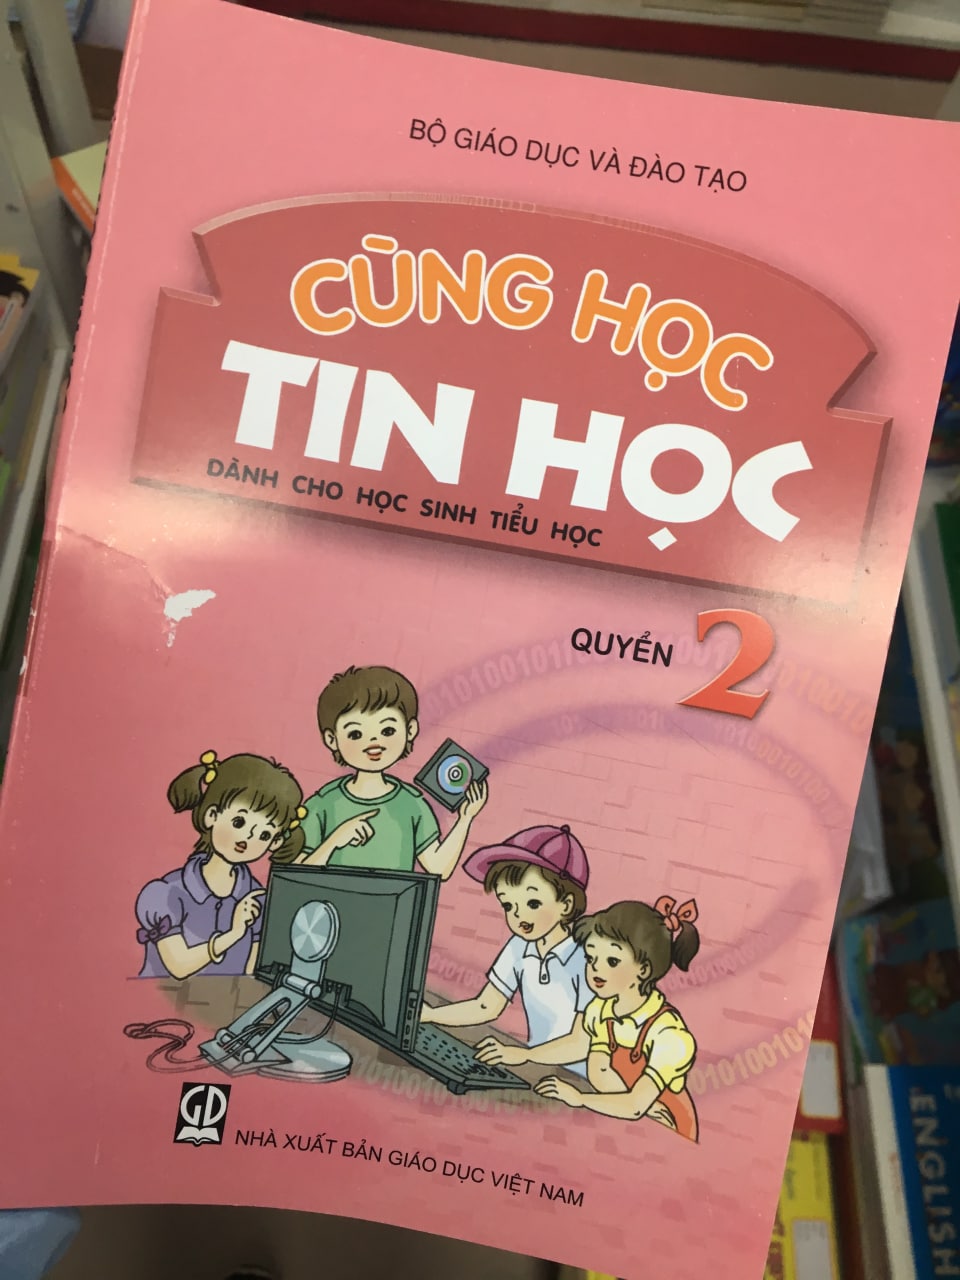 BỘ GIÁO DỤC VÀ ĐÀO TẠO
CÙNG HỌC
TIN HỌC
DÀNH CHO HỌC SINH TIỂU HỌC
QUYỂN 2
GD
NHÀ XUẤT BẢN GIÁO DỤC VIỆT NAM
ENGLISH